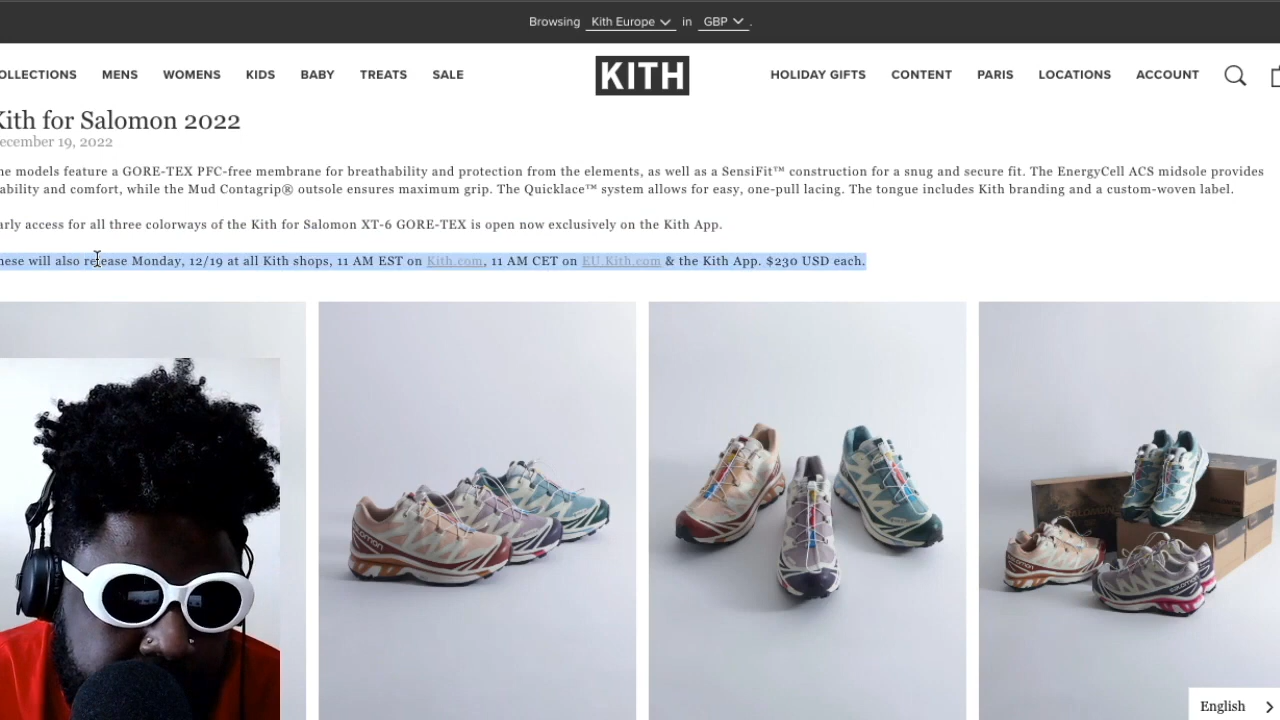 Browsing Kith Europe in GBP .
OLLECTIONS MENS WOMENS KIDS BABY TREATS SALE KITH HOLIDAY GIFTS CONTENT PARIS LOCATIONS ACCOUNT
Kith for Salomon 2022
ecember 19, 2022
he models feature a GORE-TEX PFC-free membrane for breathability and protection from the elements, as well as a SensiFit™ construction for a snug and secure fit. The EnergyCell ACS midsole provides
ability and comfort, while the Mud Contagrip® outsole ensures maximum grip. The Quicklace™ system allows for easy, one-pull lacing. The tongue includes Kith branding and a custom-woven label.
arly access for all three colorways of the Kith for Salomon XT-6 GORE-TEX is open now exclusively on the Kith App.
hese will also release Monday, 12/19 at all Kith shops, 11 AM EST on Kith.com, 11 AM CET on EU.Kith.com & the Kith App. $230 USD each.
SALOMON
SALOMON
SALOMON
English